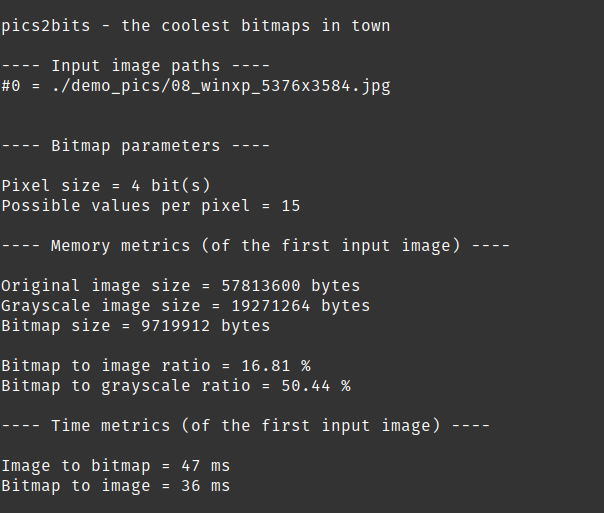 pics2bits - the coolest bitmaps in town
---- Input image paths ----
#0 = ./demo_pics/08_winxp_5376x3584.jpg
---- Bitmap parameters ----
Pixel size = 4 bit(s)
Possible values per pixel = 15
---- Memory metrics (of the first input image) ----
Original image size = 57813600 bytes
Grayscale image size = 19271264 bytes
Bitmap size = 9719912 bytes
Bitmap to image ratio = 16.81 %
Bitmap to grayscale ratio = 50.44 %
---- Time metrics (of the first input image) ----
Image to bitmap = 47 ms
Bitmap to image = 36 ms